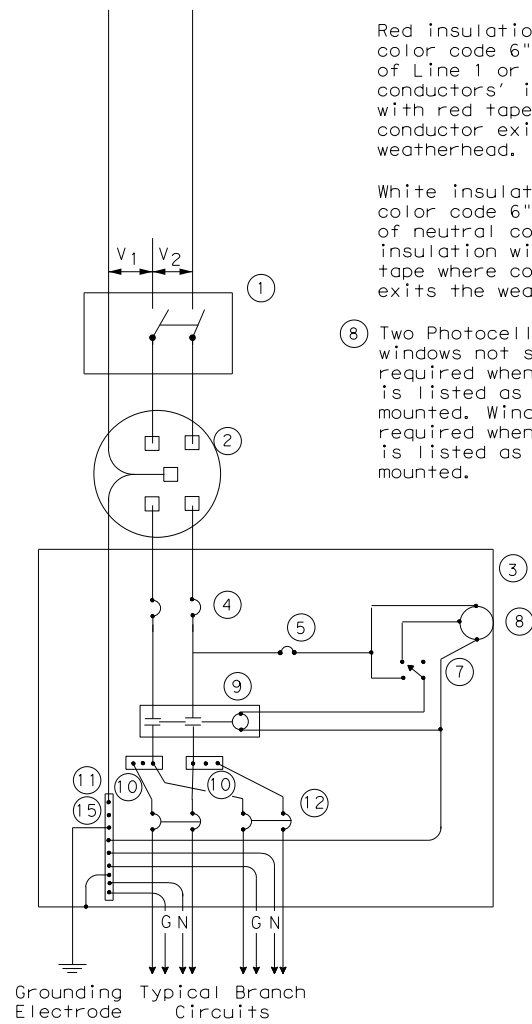 Red insulatio
color code 6"
of Line 1 or
conductors' i
with red tape
conductor exi
weatherhead.
White insulat
color code 6"
of neutral co
insulation wi
tape where co
exits the wea
8 Two Photocell
windows not s
required when
is listed as
mounted. Wind
required when
is listed as
mounted.
V1 V2
1
2
3
4
5
8
7
9
10 10
11
15
12
G N G N
Grounding Electrode
Typical Branch Circuits